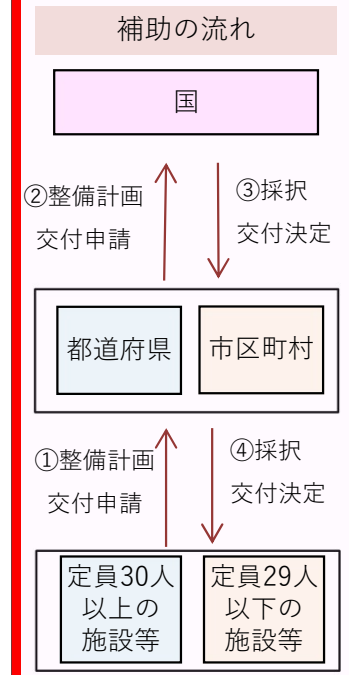 補助の流れ
国
②整備計画
交付申請
③採択
交付決定
都道府県
市区町村
①整備計画
交付申請
④採択
交付決定
定員30人
以上の
施設等
定員29人
以下の
施設等